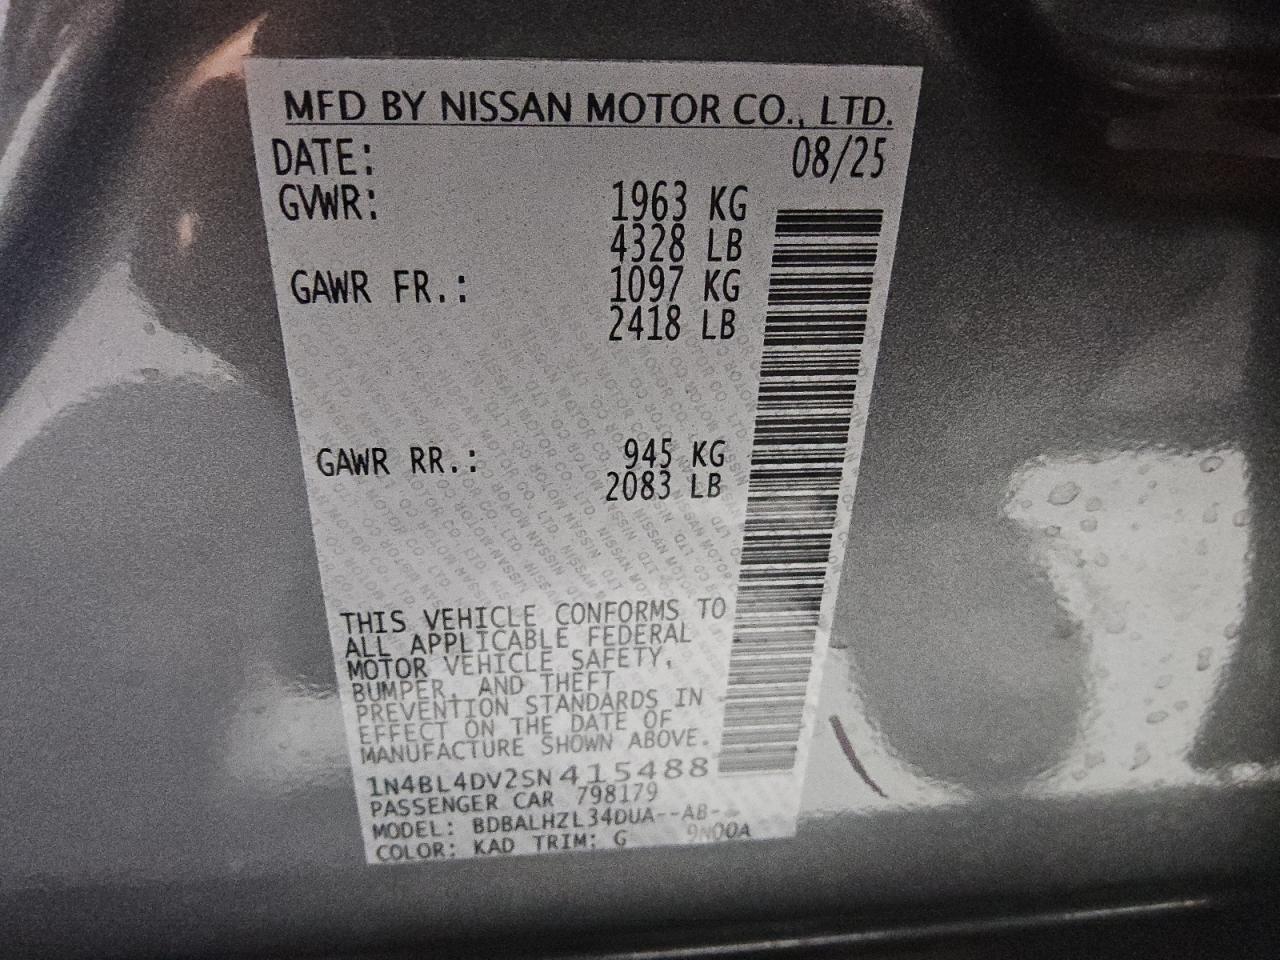 MFD BY NISSAN MOTOR CO., LTD.
DATE: 08/25
GVWR: 1963 KG
4328 LB
GAWR FR.: 1097 KG
2418 LB
GAWR RR.: 945 KG
2083 LB
THIS VEHICLE CONFORMS TO
ALL APPLICABLE FEDERAL
MOTOR VEHICLE SAFETY,
BUMPER, AND THEFT
PREVENTION STANDARDS IN
EFFECT ON THE DATE OF
MANUFACTURE SHOWN ABOVE.
1N4BL4DV2SN415488
PASSENGER CAR 798179
MODEL: BDBALHZL34DUA--AB--
COLOR: KAD TRIM: G 9N00A